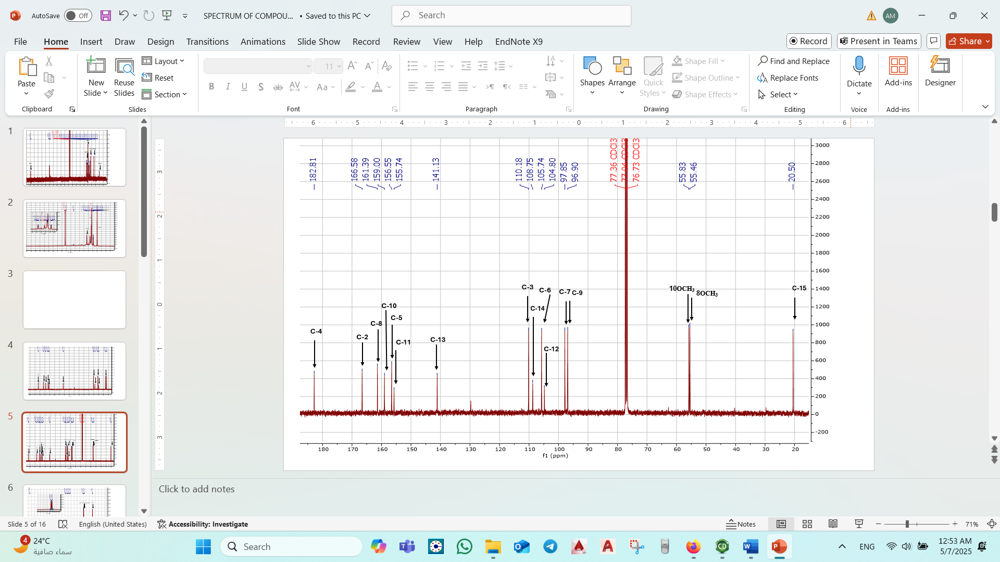 AutoSave Off SPECTRUM OF COMPOU... • Saved to this PC Search AM
File Home Insert Draw Design Transitions Animations Slide Show Record Review View Help EndNote X9 Record Present in Teams Share
Paste
New Slide
Reuse Slides
Layout
Reset
Section
11
B I U S ab AV Aa A
Shapes Arrange Quick Styles
Shape Fill
Shape Outline
Shape Effects
Find and Replace
Replace Fonts
Select
Dictate
Add-ins
Designer
Clipboard Slides Font Paragraph Drawing Editing Voice Add-ins
6 5 4 3 2 1 0 1 2 3 4 5 6
3 2 1 0 1 2 3
1
2
3
4
5
6
182.81 166.58 161.39 159.00 156.55 155.74 141.13 110.18 108.75 105.74 104.80 97.85 96.90 77.36 CDCl3 77.04 CDCl3 76.73 CDCl3 55.83 55.46 20.50
3000
2800
2600
2400
2200
2000
1800
1600
1400
1200
1000
800
600
400
200
0
-200
C-3 C-6 C-7 C-9 10OCH3 8OCH3 C-15
C-10 C-14
C-5
C-8
C-4 C-2 C-11 C-13 C-12
180 170 160 150 140 130 120 110 100 90 80 70 60 50 40 30 20
f1 (ppm)
Click to add notes
Slide 5 of 16 English (United States) Accessibility: Investigate Notes 71%
4 24°C
سماء صافية
Search
ENG
12:53 AM
5/7/2025